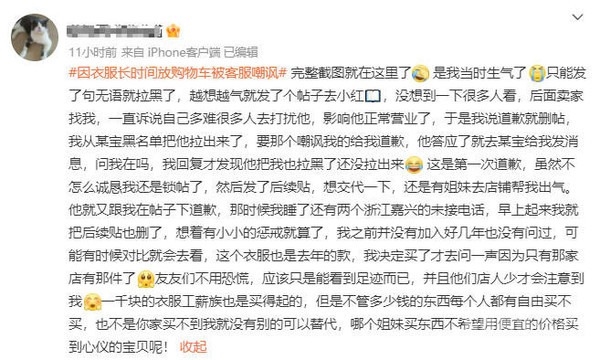 11小时前 来自 iPhone客户端 已编辑
#因衣服长时间放购物车被客服嘲讽# 完整截图就在这里了🤣是我当时生气了😭只能发
了句无语就拉黑了，越想越气就发了个帖子去小红📖，没想到一下很多人看，后面卖家
找我，一直诉说自己多难很多人去打扰他，影响他正常营业了，于是我说道歉就删帖，
我从某宝黑名单把他拉出来了，要那个嘲讽我的给我道歉，他答应了就去某宝给我发消
息，问我在吗，我回复才发现他把我也拉黑了还没拉出来😂 这是第一次道歉，虽然不
怎么诚恳我还是锁帖了，然后发了后续贴，想交代一下，还是有姐妹去店铺帮我出气。
他就又跟我在帖子下道歉，那时候我睡了还有两个浙江嘉兴的未接电话，早上起来我就
把后续贴也删了，想着有小小的惩戒就算了，我之前并没有加入好几年也没有问过，可
能有时候对比就会去看，这个衣服也是去年的款，我决定买了才去问一声因为只有那家
店有那件了🥹友友们不用恐慌，应该只是能看到足迹而已，并且他们店人少才会注意到
我🤗一千块的衣服工薪族也是买得起的，但是不管多少钱的东西每个人都有自由买不
买，也不是你家买不到我就没有别的可以替代，哪个姐妹买东西不希望用便宜的价格买
到心仪的宝贝呢！ 收起